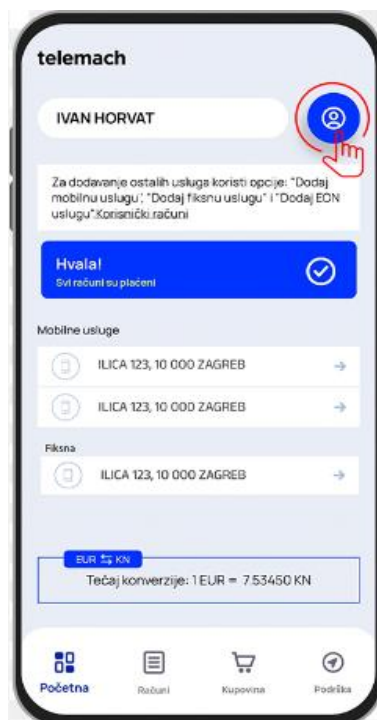 telemach
IVAN HORVAT
Za dodavanje ostalih usluga koristi opcije: "Dodaj
mobilnu uslugu", "Dodaj fiksnu uslugu" i "Dodaj EON
uslugu".Korisnički računi
Hvala!
Svi računi su plaćeni
Mobilne usluge
ILICA 123, 10 000 ZAGREB
ILICA 123, 10 000 ZAGREB
Fiksna
ILICA 123, 10 000 ZAGREB
EUR KN
Tečaj konverzije: 1 EUR = 7.53450 KN
Početna Računi Kupovina Podrška